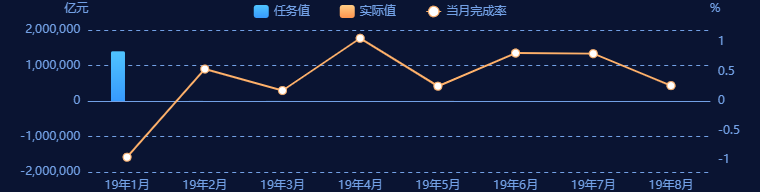 亿元 任务值 实际值 当月完成率 %
2,000,000 1
1,000,000 0.5
0 0
-1,000,000 -0.5
-2,000,000 -1
19年1月 19年2月 19年3月 19年4月 19年5月 19年6月 19年7月 19年8月